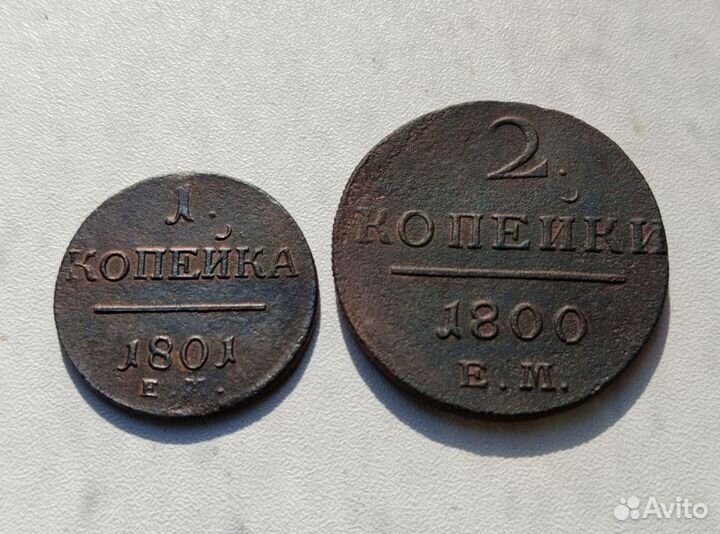 1.
КОПЕЙКА
1801
Е М.
2.
КОПЕЙКИ
1800
Е.М.
Avito